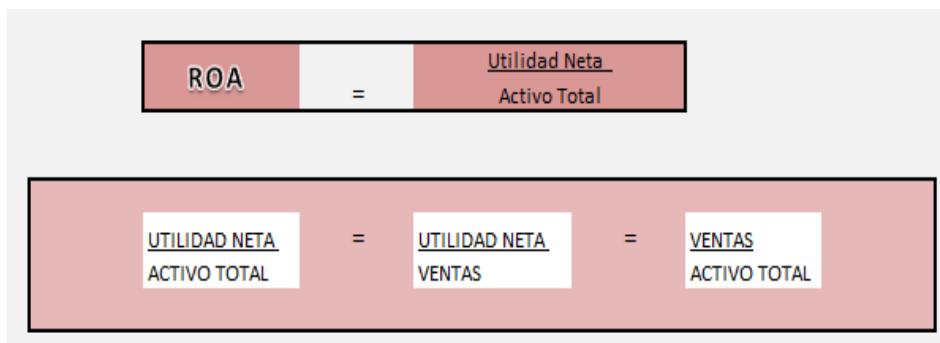 ROA = Utilidad Neta
Activo Total
UTILIDAD NETA = UTILIDAD NETA = VENTAS
ACTIVO TOTAL VENTAS ACTIVO TOTAL